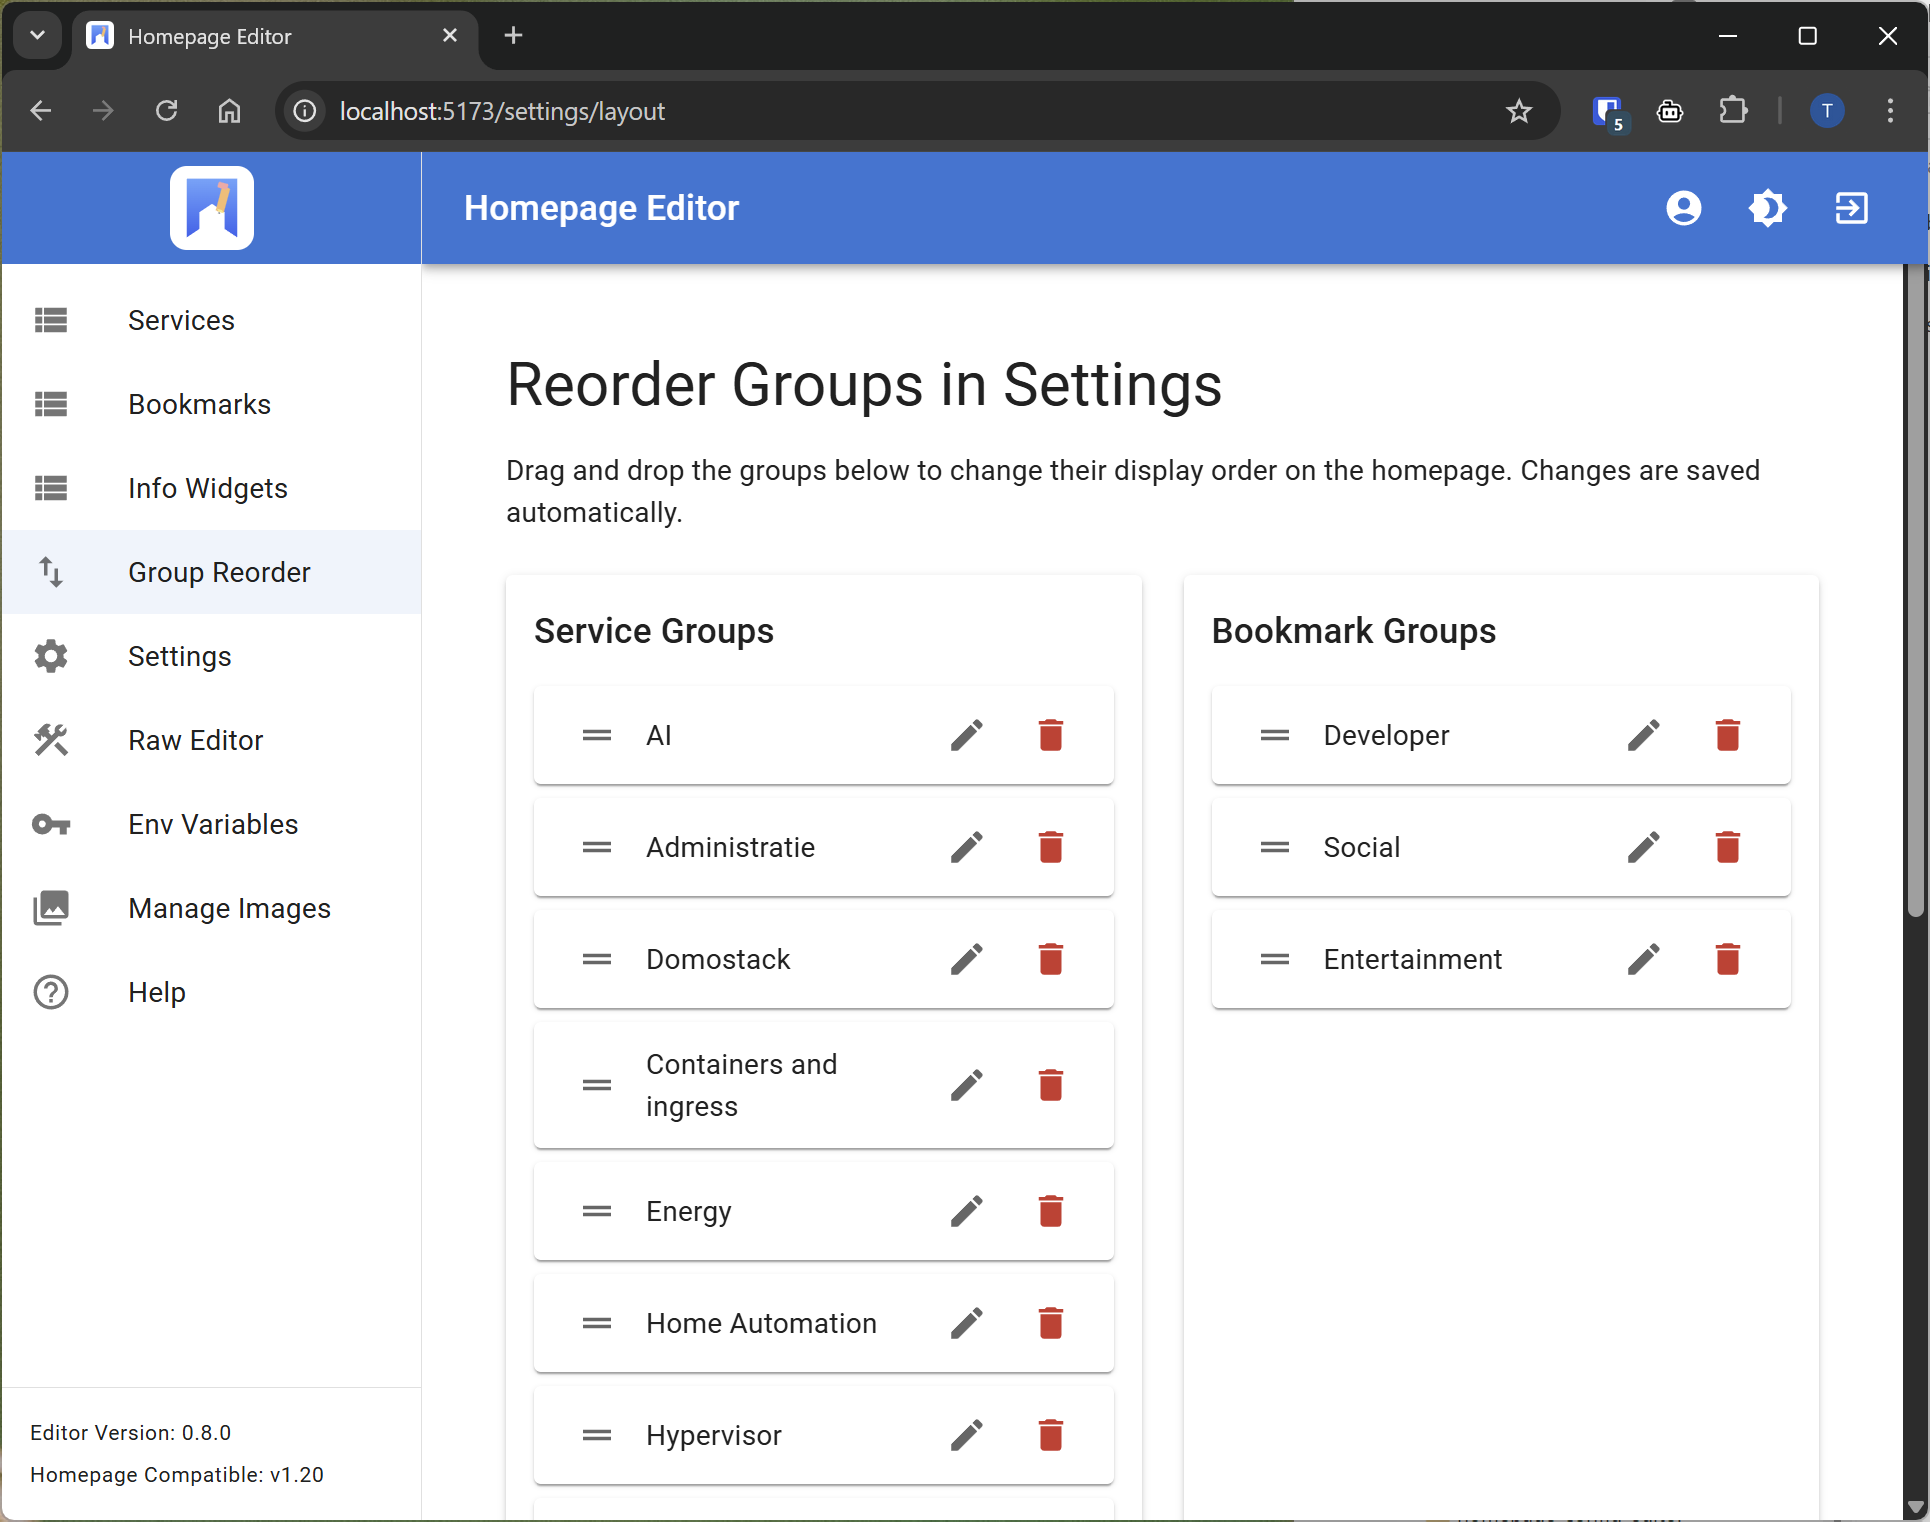 Homepage Editor
localhost:5173/settings/layout
5
T
Homepage Editor
Services
Bookmarks
Info Widgets
Group Reorder
Settings
Raw Editor
Env Variables
Manage Images
Help
Editor Version: 0.8.0
Homepage Compatible: v1.20
Reorder Groups in Settings
Drag and drop the groups below to change their display order on the homepage. Changes are saved
automatically.
Service Groups
AI
Administratie
Domostack
Containers and
ingress
Energy
Home Automation
Hypervisor
Bookmark Groups
Developer
Social
Entertainment